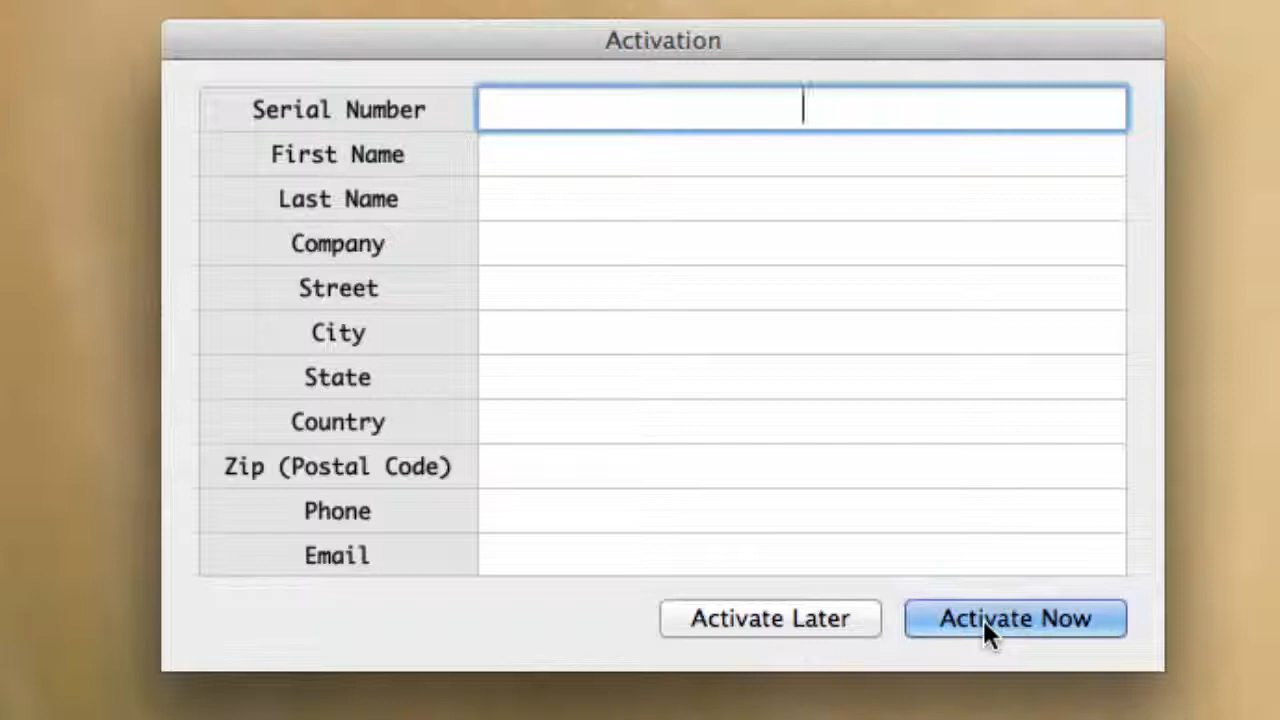 Activation
Serial Number
First Name
Last Name
Company
Street
City
State
Country
Zip (Postal Code)
Phone
Email
Activate Later
Activate Now